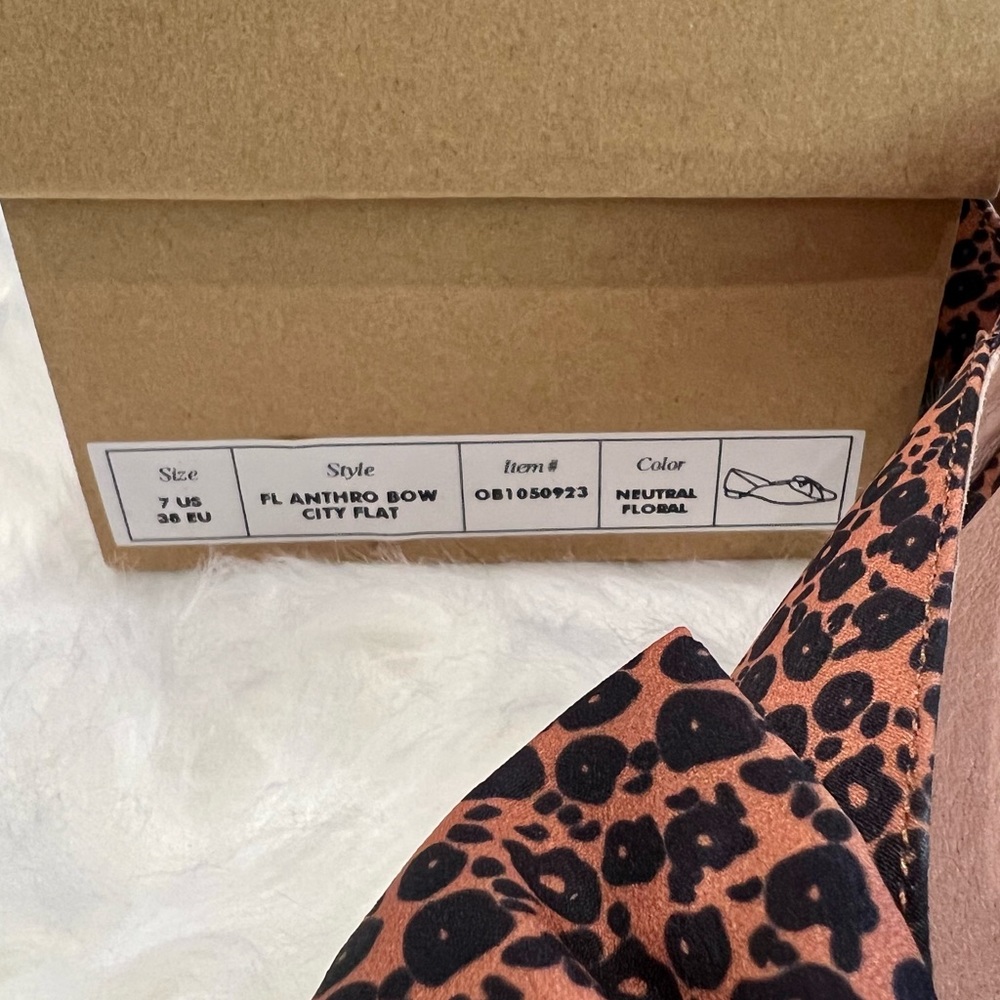 Size
7 US
38 EU
Style
FL ANTHRO BOW
CITY FLAT
Item #
OB1050923
Color
NEUTRAL
FLORAL